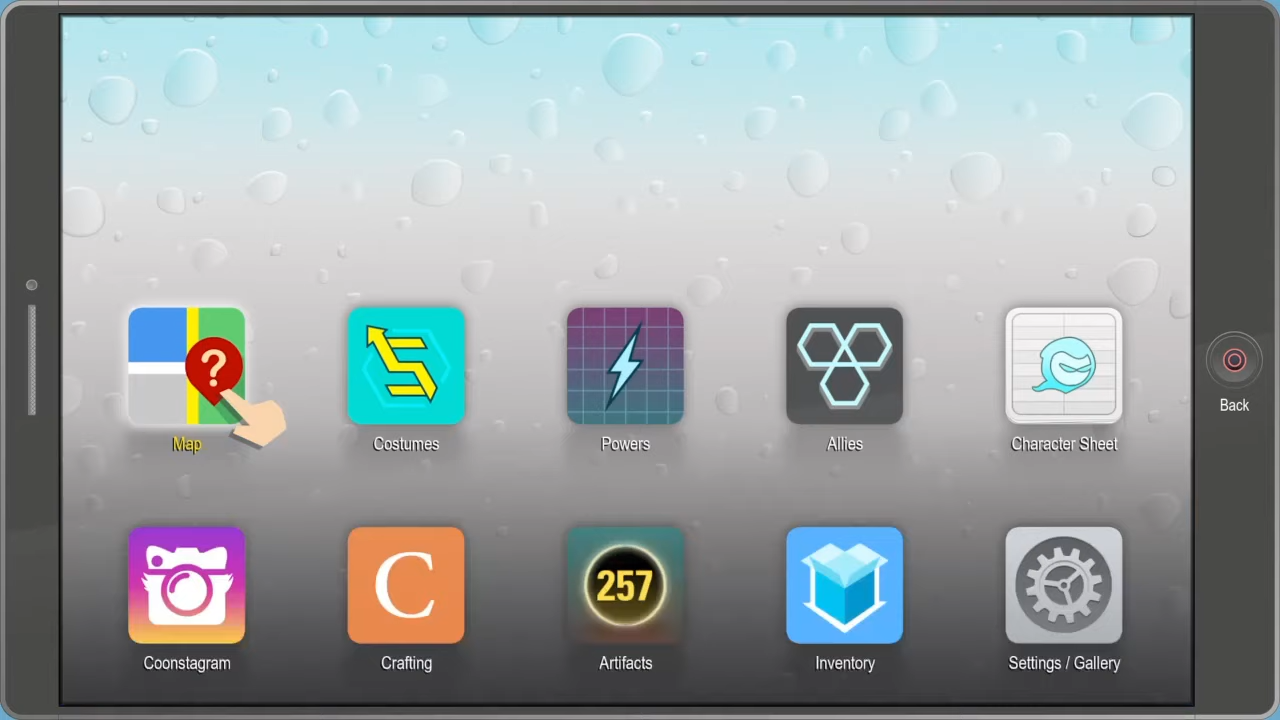 ?
Map
Costumes
Powers
Allies
Character Sheet
Back
C
257
Coonstagram
Crafting
Artifacts
Inventory
Settings / Gallery